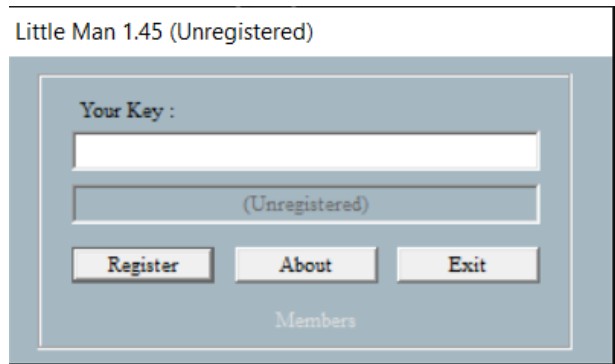 Little Man 1.45 (Unregistered)
Your Key :
(Unregistered)
Register About Exit
Members